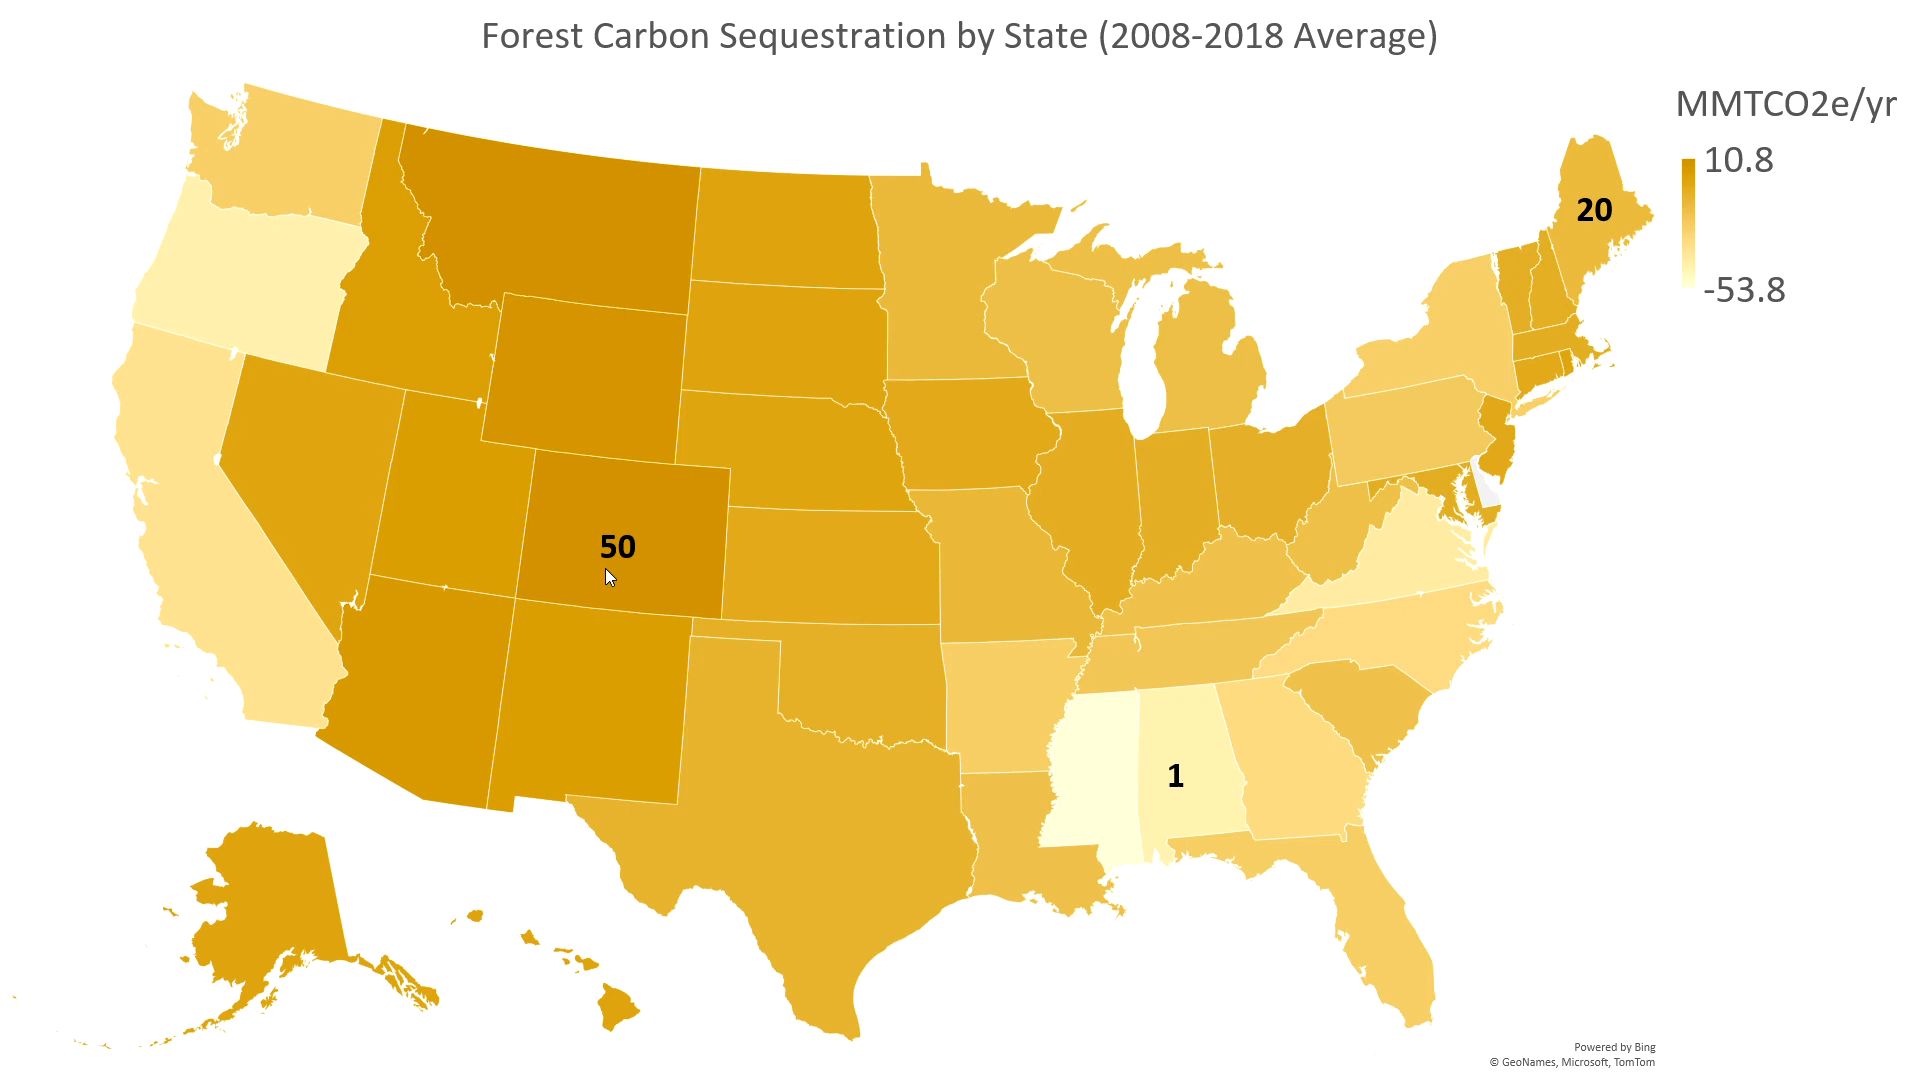 Forest Carbon Sequestration by State (2008-2018 Average)
MMTCO2e/yr
10.8
-53.8
20
50
1
Powered by Bing
© GeoNames, Microsoft, TomTom